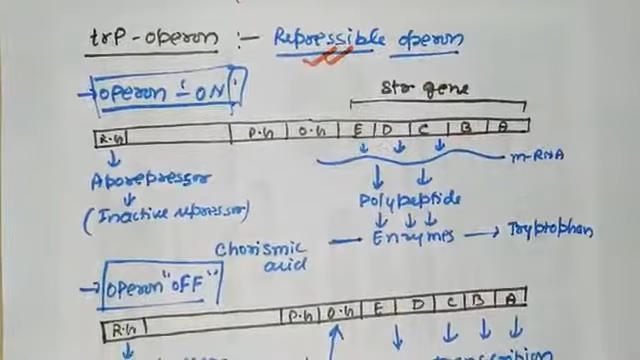 trp-operon :- Repressible operon
→ operon - "ON"
Str gene
R.G P.G O.G E D C B A
m-RNA
Aporepressor
(Inactive repressor)
Polypeptide
Chorismic acid — Enzymes → Tryptophan
→ operon "OFF"
R.G P.G O.G E D C B A